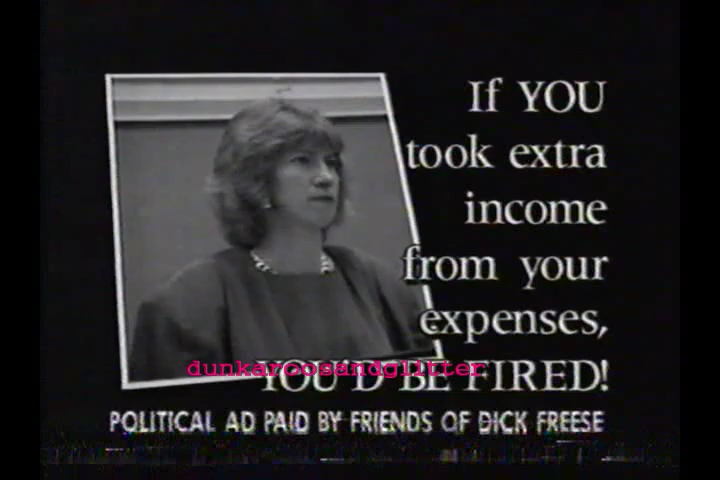 If YOU
took extra
income
from your
expenses,
YOU'D BE FIRED!
dunkaroosandglitter
POLITICAL AD PAID BY FRIENDS OF DICK FREESE